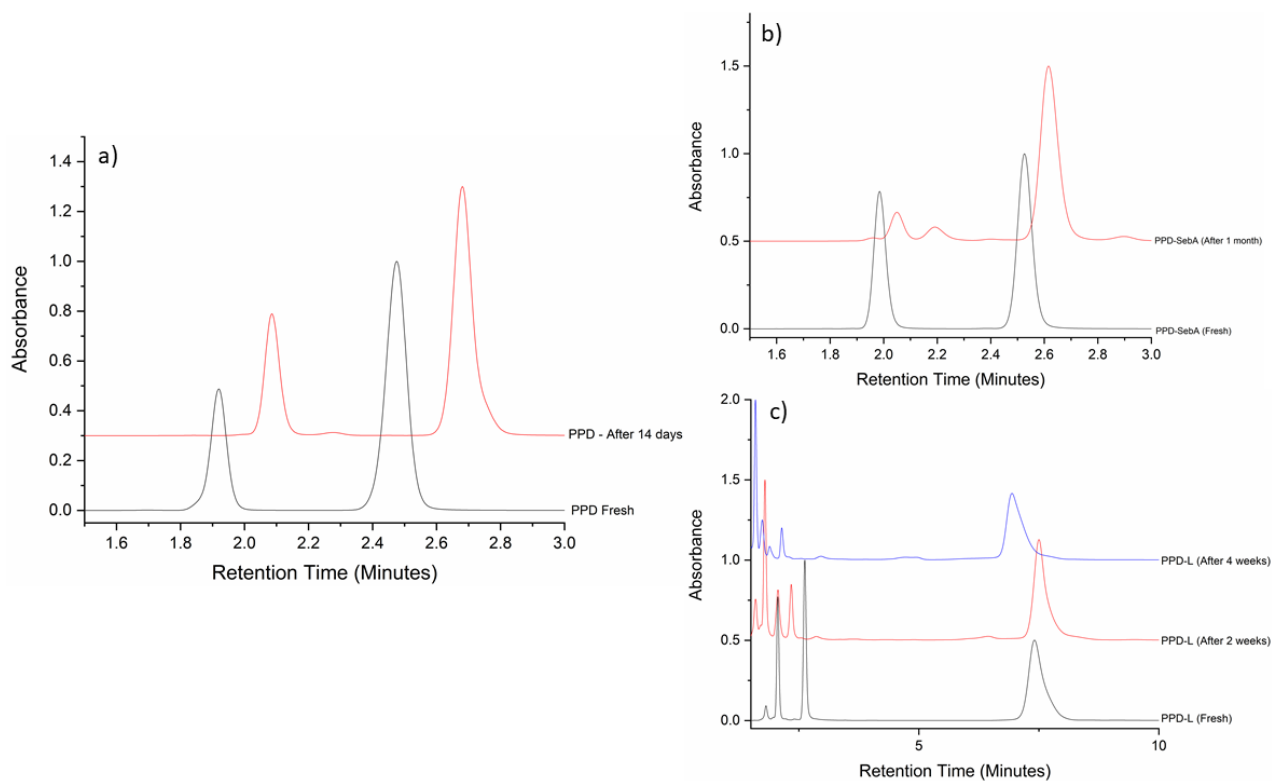 a)
1.4
1.2
1.0
0.8
0.6
0.4
0.2
0.0
Absorbance
PPD - After 14 days
PPD Fresh
1.6 1.8 2.0 2.2 2.4 2.6 2.8 3.0
Retention Time (Minutes)
b)
1.5
1.0
0.5
0.0
Absorbance
PPD-SebA (After 1 month)
PPD-SebA (Fresh)
1.6 1.8 2.0 2.2 2.4 2.6 2.8 3.0
Retention Time (Minutes)
c)
2.0
1.5
1.0
0.5
0.0
Absorbance
PPD-L (After 4 weeks)
PPD-L (After 2 weeks)
PPD-L (Fresh)
5 10
Retention Time (Minutes)